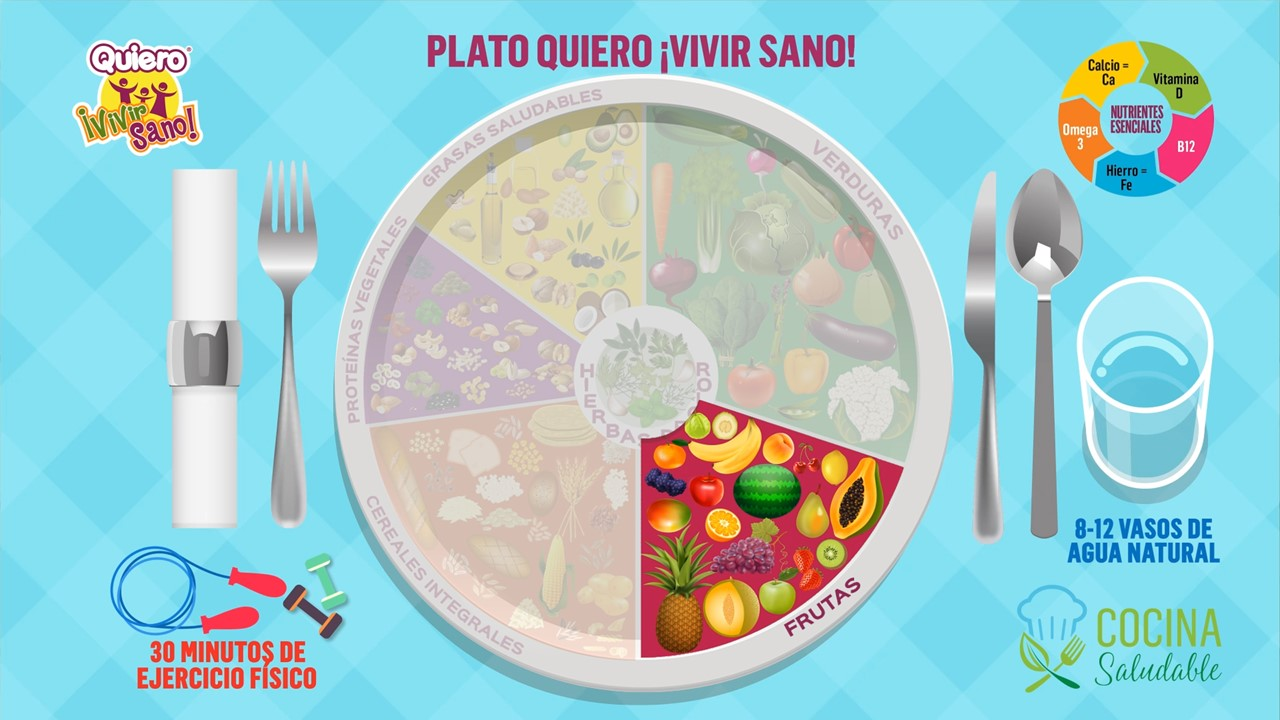 PLATO QUIERO ¡VIVIR SANO!
Quiero
¡Vivir
Sano!
Calcio =
Ca
Vitamina
D
Omega
3
NUTRIENTES
ESENCIALES
B12
Hierro =
Fe
GRASAS SALUDABLES
VERDURAS
PROTEÍNAS VEGETALES
HIERBAS
RO
CEREALES INTEGRALES
FRUTAS
8-12 VASOS DE
AGUA NATURAL
30 MINUTOS DE
EJERCICIO FÍSICO
COCINA
Saludable